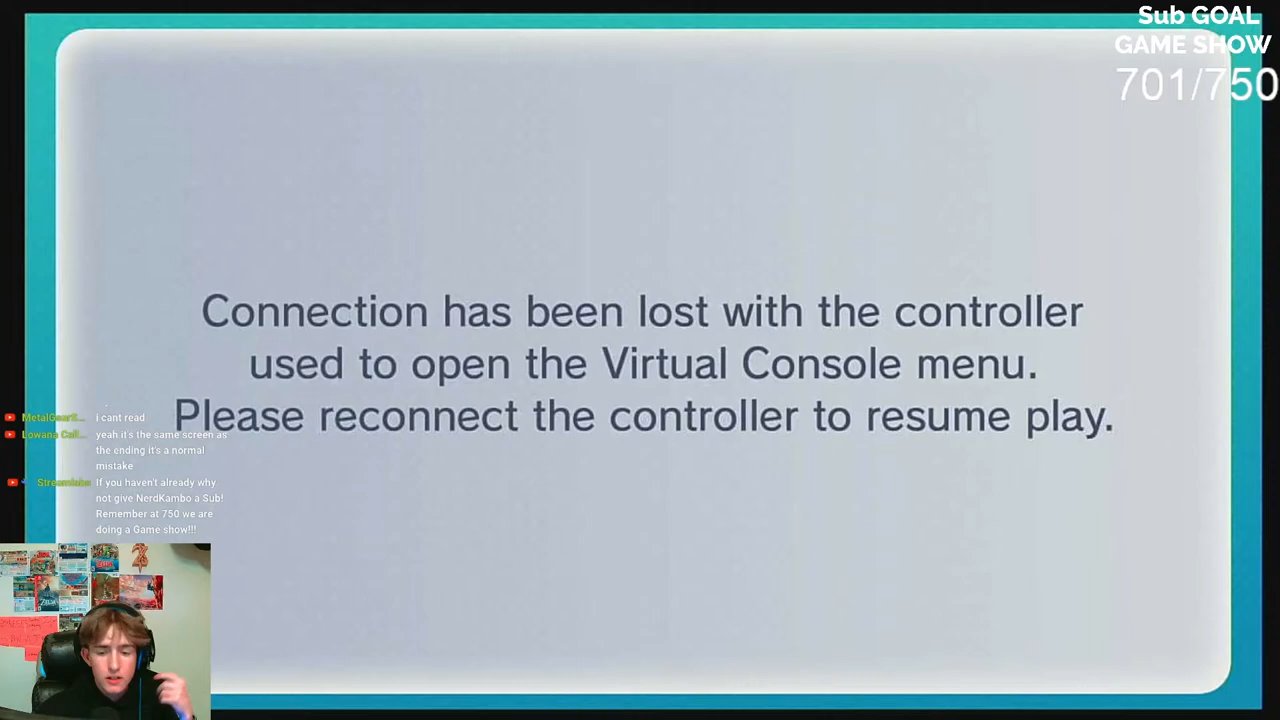 Sub GOAL
GAME SHOW
701/750
Connection has been lost with the controller
used to open the Virtual Console menu.
Please reconnect the controller to resume play.
i cant read
yeah it's the same screen as
the ending it's a normal
mistake
Streamlabs If you haven't already why
not give NerdKambo a Sub!
Remember at 750 we are
doing a Game show!!!